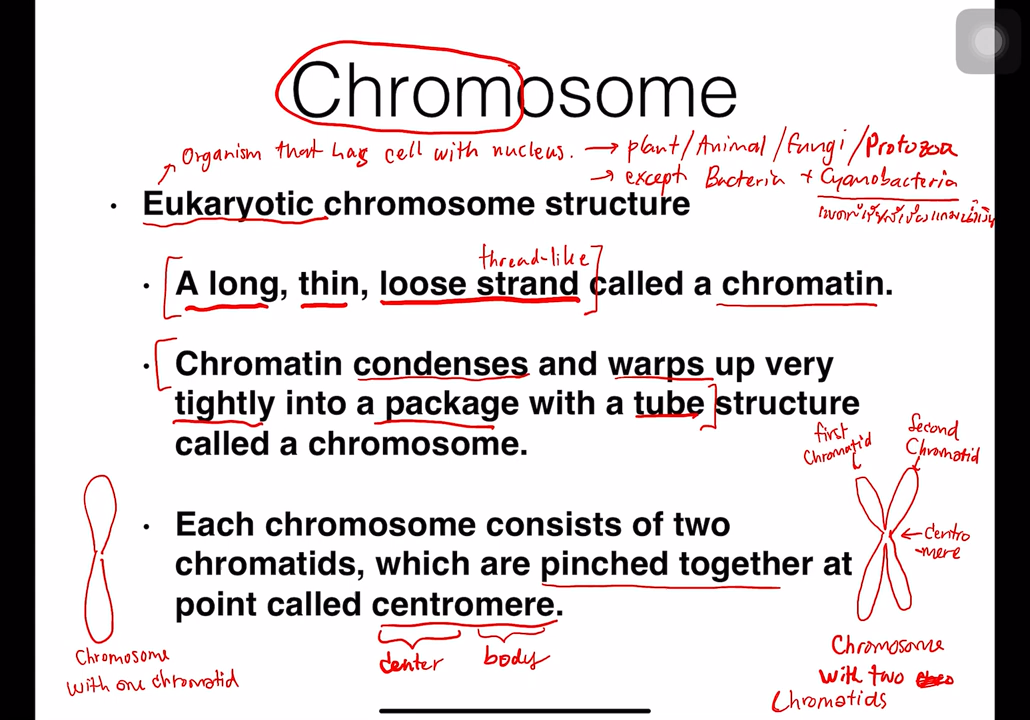 Chromosome
Organism that has cell with nucleus. → plant/Animal/Fungi/Protozoa
→ except Bacteria + Cyanobacteria
• Eukaryotic chromosome structure
thread-like
• A long, thin, loose strand called a chromatin.
• Chromatin condenses and warps up very
tightly into a package with a tube structure
called a chromosome.
first
Chromatid
Second
Chromatid
• Each chromosome consists of two
chromatids, which are pinched together at
point called centromere.
← Centro
-mere
center
body
Chromosome
with one chromatid
Chromosome
with two
Chromatids